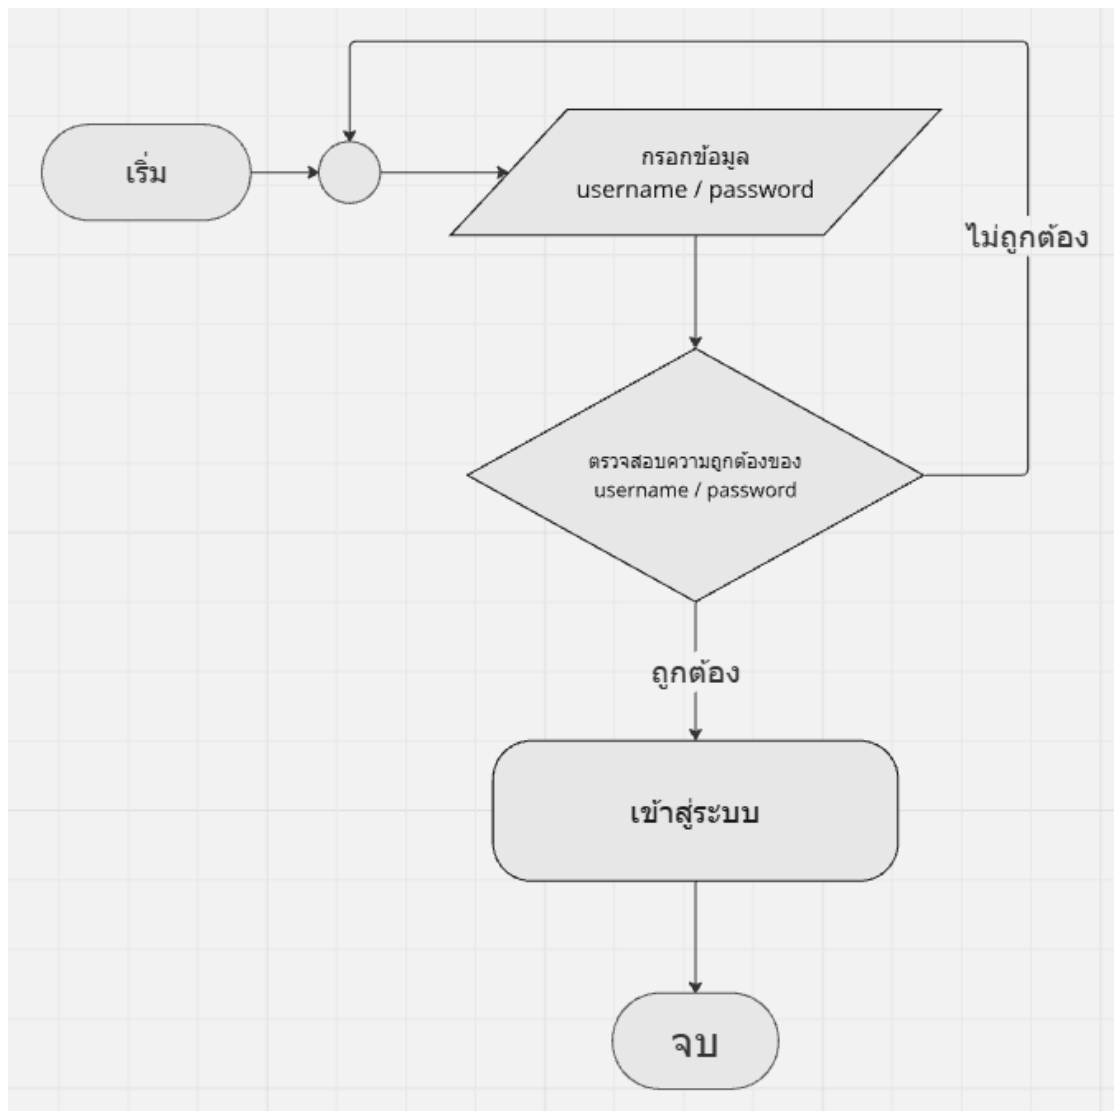 เริ่ม
กรอกข้อมูล
username / password
ไม่ถูกต้อง
ตรวจสอบความถูกต้องของ
username / password
ถูกต้อง
เข้าสู่ระบบ
จบ